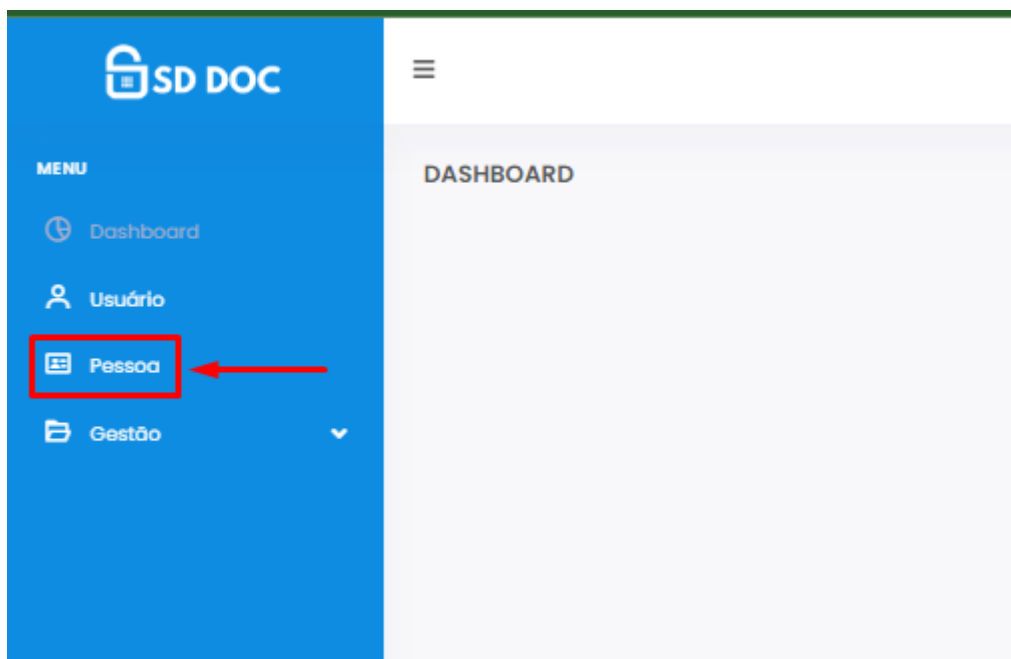 SD DOC
MENU
DASHBOARD
Dashboard
Usuário
Pessoa
Gestão